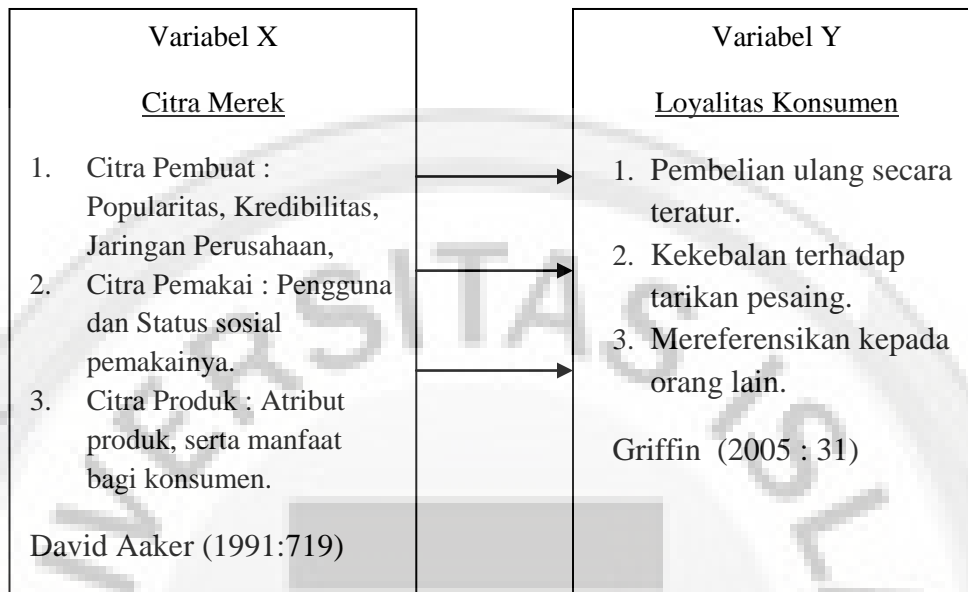 Variabel X
Citra Merek
1. Citra Pembuat :
Popularitas, Kredibilitas,
Jaringan Perusahaan,
2. Citra Pemakai : Pengguna
dan Status sosial
pemakainya.
3. Citra Produk : Atribut
produk, serta manfaat
bagi konsumen.
David Aaker (1991:719)
Variabel Y
Loyalitas Konsumen
1. Pembelian ulang secara
teratur.
2. Kekebalan terhadap
tarikan pesaing.
3. Mereferensikan kepada
orang lain.
Griffin (2005 : 31)
VERSITAS ISL